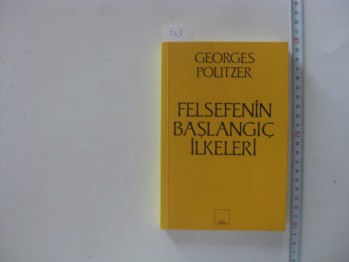 GEORGES
POLITZER
FELSEFENİN
BAŞLANGIÇ
İLKELERİ